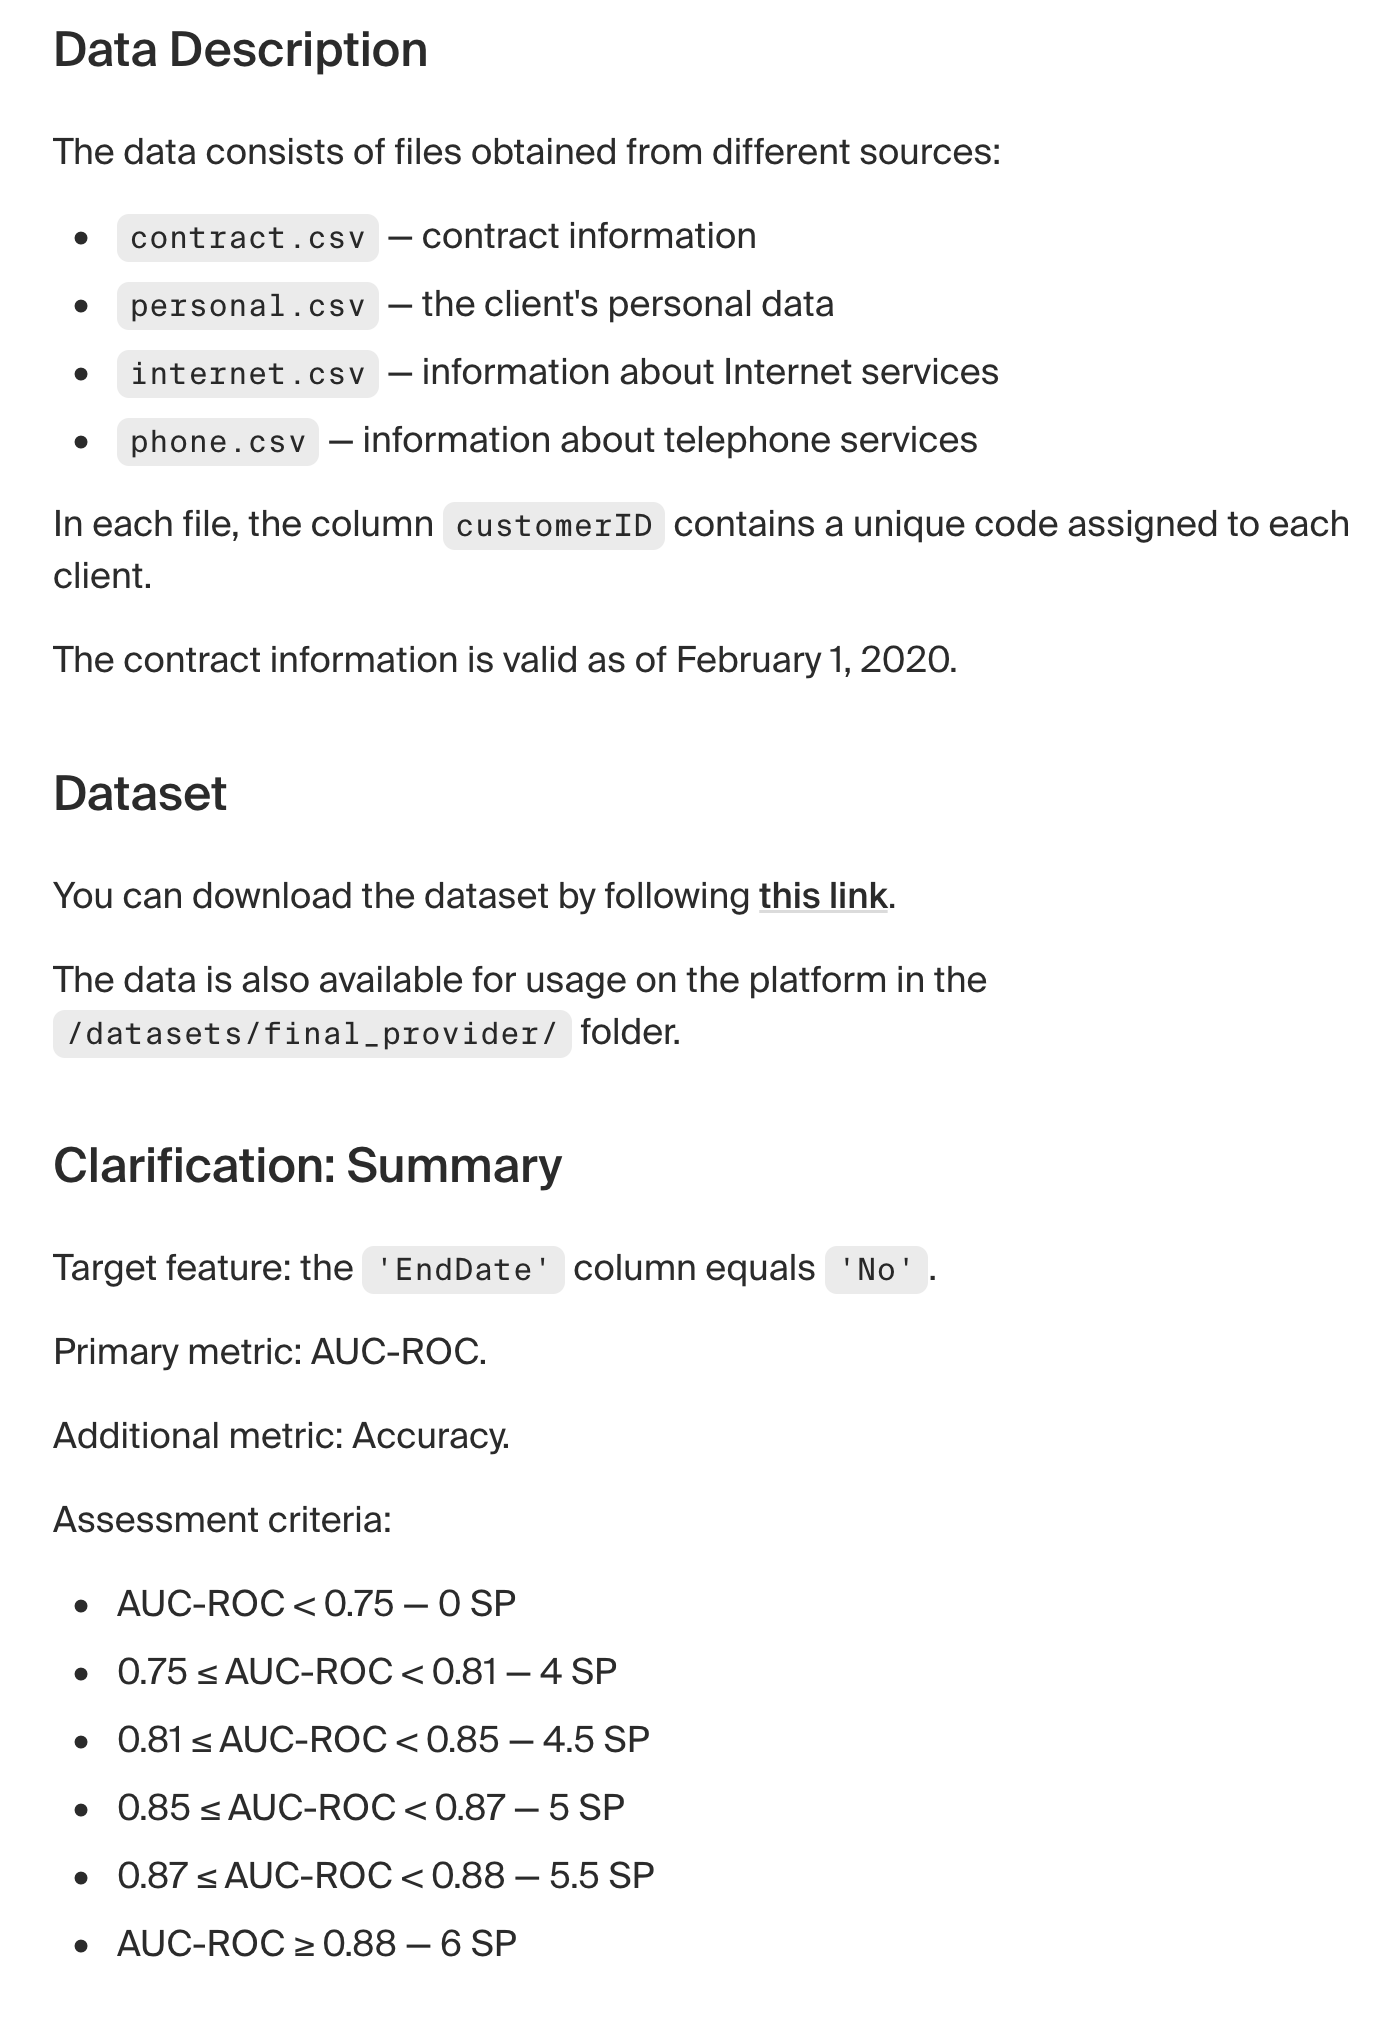 Data Description
The data consists of files obtained from different sources:
• contract.csv — contract information
• personal.csv — the client's personal data
• internet.csv — information about Internet services
• phone.csv — information about telephone services
In each file, the column customerID contains a unique code assigned to each
client.
The contract information is valid as of February 1, 2020.
Dataset
You can download the dataset by following this link.
The data is also available for usage on the platform in the
/datasets/final_provider/ folder.
Clarification: Summary
Target feature: the 'EndDate' column equals 'No'.
Primary metric: AUC-ROC.
Additional metric: Accuracy.
Assessment criteria:
• AUC-ROC < 0.75 — 0 SP
• 0.75 ≤ AUC-ROC < 0.81 — 4 SP
• 0.81 ≤ AUC-ROC < 0.85 — 4.5 SP
• 0.85 ≤ AUC-ROC < 0.87 — 5 SP
• 0.87 ≤ AUC-ROC < 0.88 — 5.5 SP
• AUC-ROC ≥ 0.88 — 6 SP